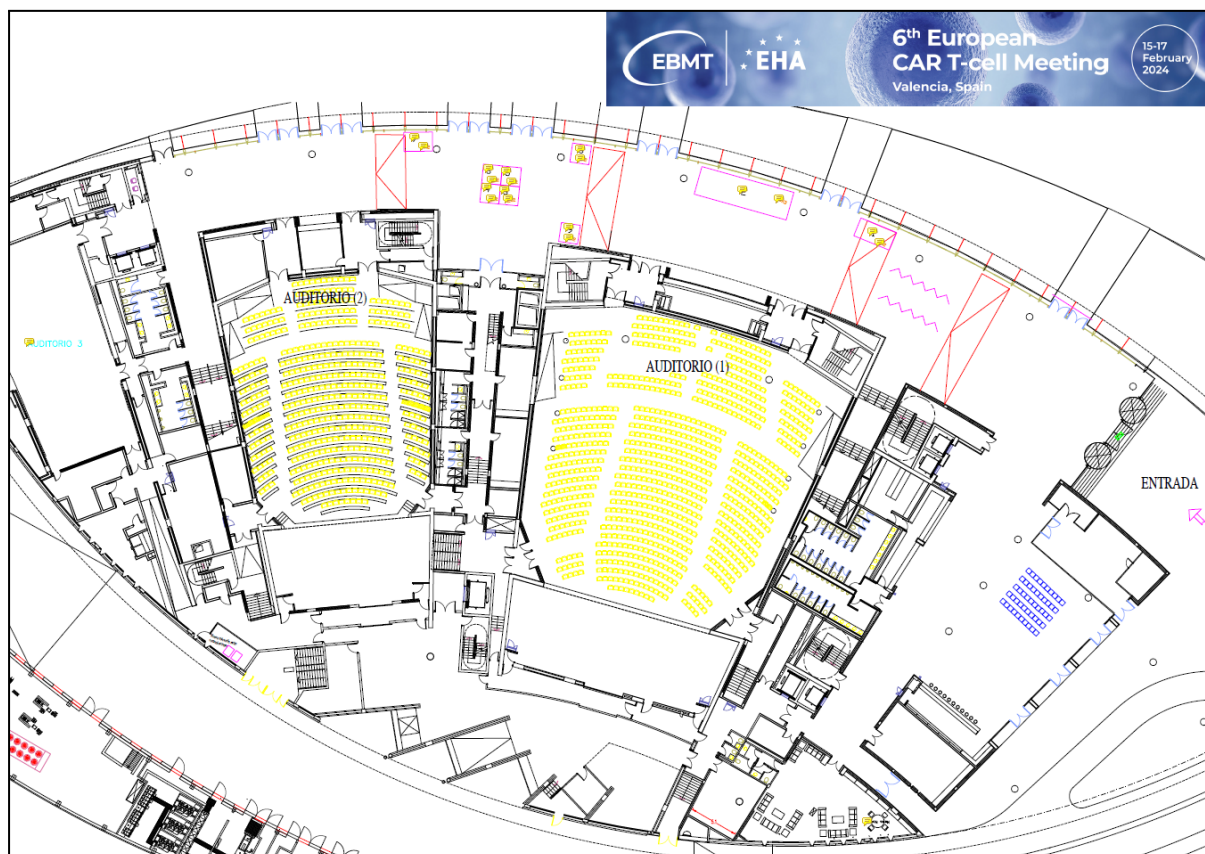 EBMT
EHA
6th European
CAR T-cell Meeting
Valencia, Spain
15-17
February
2024
AUDITORIO (2)
AUDITORIO (1)
AUDITORIO 3
ENTRADA